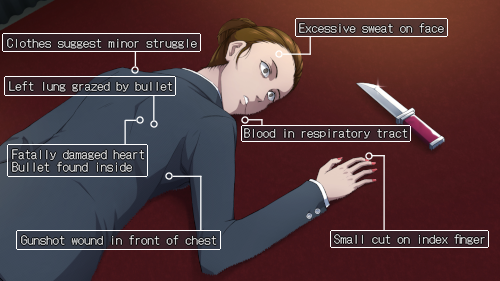 Excessive sweat on face
Clothes suggest minor struggle
Left lung grazed by bullet
Blood in respiratory tract
Fatally damaged heart
Bullet found inside
Gunshot wound in front of chest
Small cut on index finger